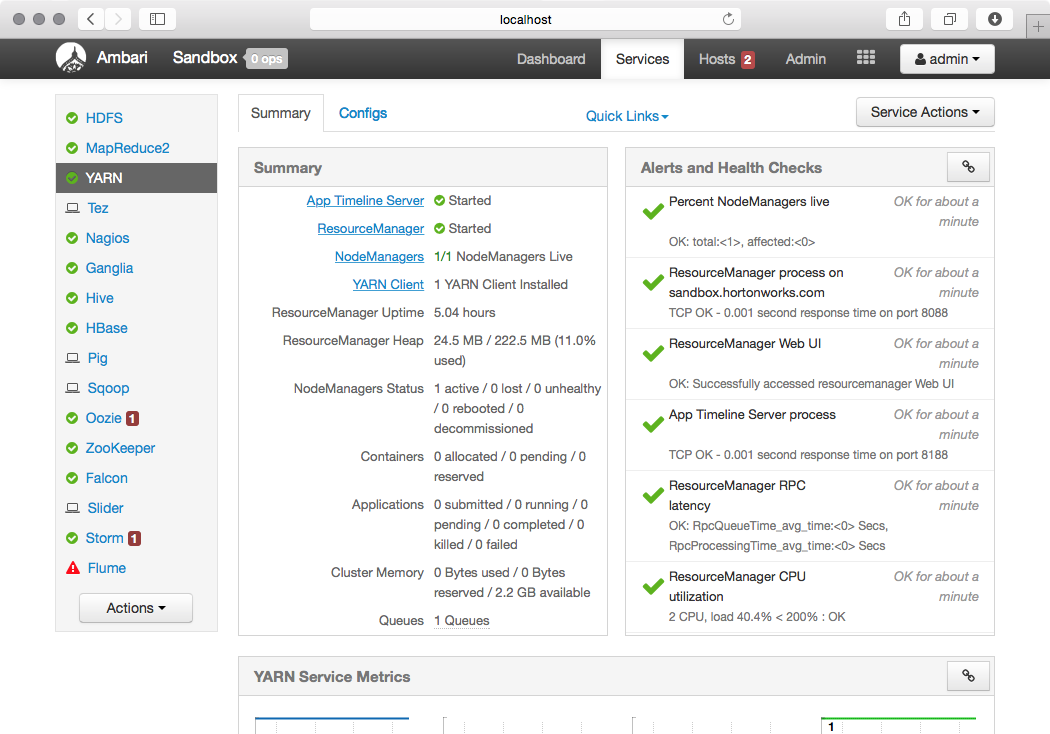 localhost
Ambari
Sandbox 0 ops
Dashboard
Services
Hosts 2
Admin
admin
HDFS
MapReduce2
YARN
Tez
Nagios
Ganglia
Hive
HBase
Pig
Sqoop
Oozie 1
ZooKeeper
Falcon
Slider
Storm 1
Flume
Actions
Summary
Configs
Quick Links
Service Actions
Summary
App Timeline Server Started
ResourceManager Started
NodeManagers 1/1 NodeManagers Live
YARN Client 1 YARN Client Installed
ResourceManager Uptime 5.04 hours
ResourceManager Heap 24.5 MB / 222.5 MB (11.0%
used)
NodeManagers Status 1 active / 0 lost / 0 unhealthy
/ 0 rebooted / 0
decommissioned
Containers 0 allocated / 0 pending / 0
reserved
Applications 0 submitted / 0 running / 0
pending / 0 completed / 0
killed / 0 failed
Cluster Memory 0 Bytes used / 0 Bytes
reserved / 2.2 GB available
Queues 1 Queues
Alerts and Health Checks
Percent NodeManagers live OK for about a
minute
OK: total:<1>, affected:<0>
ResourceManager process on OK for about a
sandbox.hortonworks.com minute
TCP OK - 0.001 second response time on port 8088
ResourceManager Web UI OK for about a
minute
OK: Successfully accessed resourcemanager Web UI
App Timeline Server process OK for about a
minute
TCP OK - 0.001 second response time on port 8188
ResourceManager RPC OK for about a
latency minute
OK: RpcQueueTime_avg_time:<0> Secs,
RpcProcessingTime_avg_time:<0> Secs
ResourceManager CPU OK for about a
utilization minute
2 CPU, load 40.4% < 200% : OK
YARN Service Metrics
1